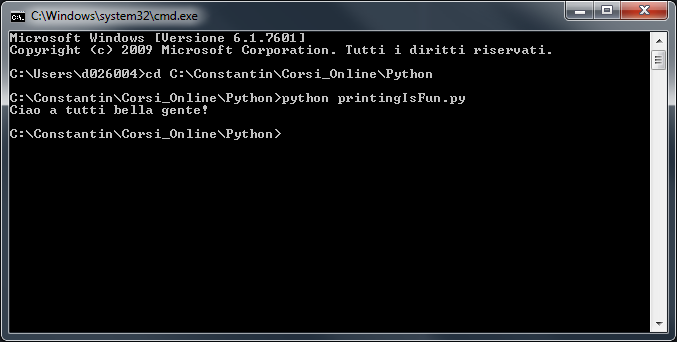 C:\Windows\system32\cmd.exe
Microsoft Windows [Versione 6.1.7601]
Copyright (c) 2009 Microsoft Corporation. Tutti i diritti riservati.
C:\Users\d026004>cd C:\Constantin\Corsi_Online\Python
C:\Constantin\Corsi_Online\Python>python printingIsFun.py
Ciao a tutti bella gente!
C:\Constantin\Corsi_Online\Python>